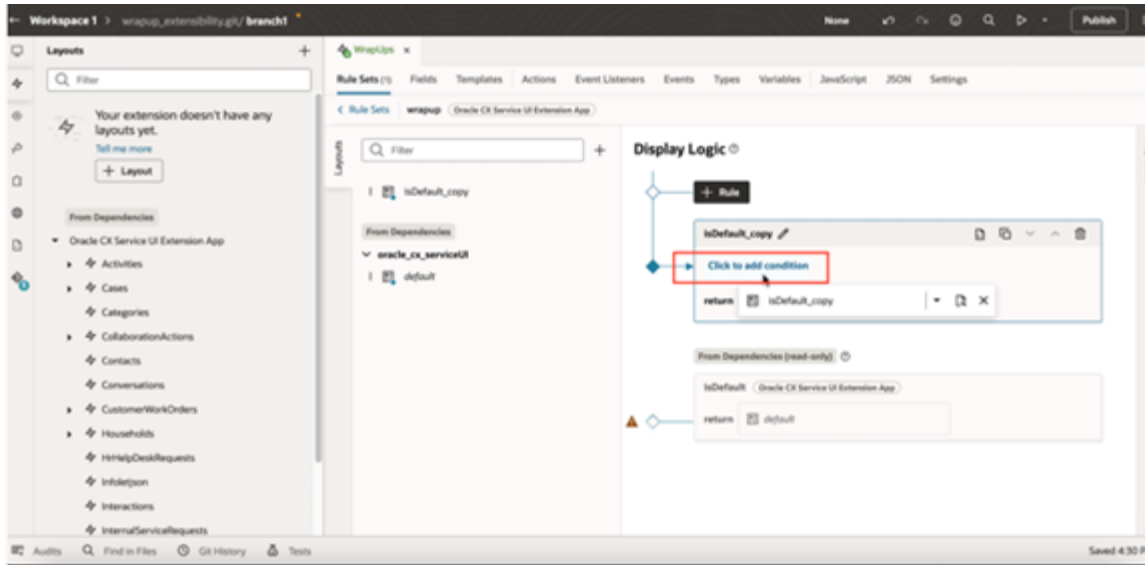 Workspace 1 > wrapup_extensibility.git/ branch1
None
Publish
Layouts
Filter
Your extension doesn't have any
layouts yet.
Tell me more
+ Layout
From Dependencies
Oracle CX Service UI Extension App
Activities
Cases
Categories
CollaborationActions
Contacts
Conversations
CustomerWorkOrders
Households
HrHelpDeskRequests
Infoletjson
Interactions
InternalServiceRequests
WrapUps
Rule Sets (1) Fields Templates Actions Event Listeners Events Types Variables JavaScript JSON Settings
< Rule Sets wrapup Oracle CX Service UI Extension App
Layouts
Filter
isDefault_copy
From Dependencies
oracle_cx_serviceUI
default
Display Logic
+ Rule
isDefault_copy
Click to add condition
return isDefault_copy
From Dependencies (read-only)
isDefault Oracle CX Service UI Extension App
return default
Audits Find in Files Git History Tests
Saved 4:30 P